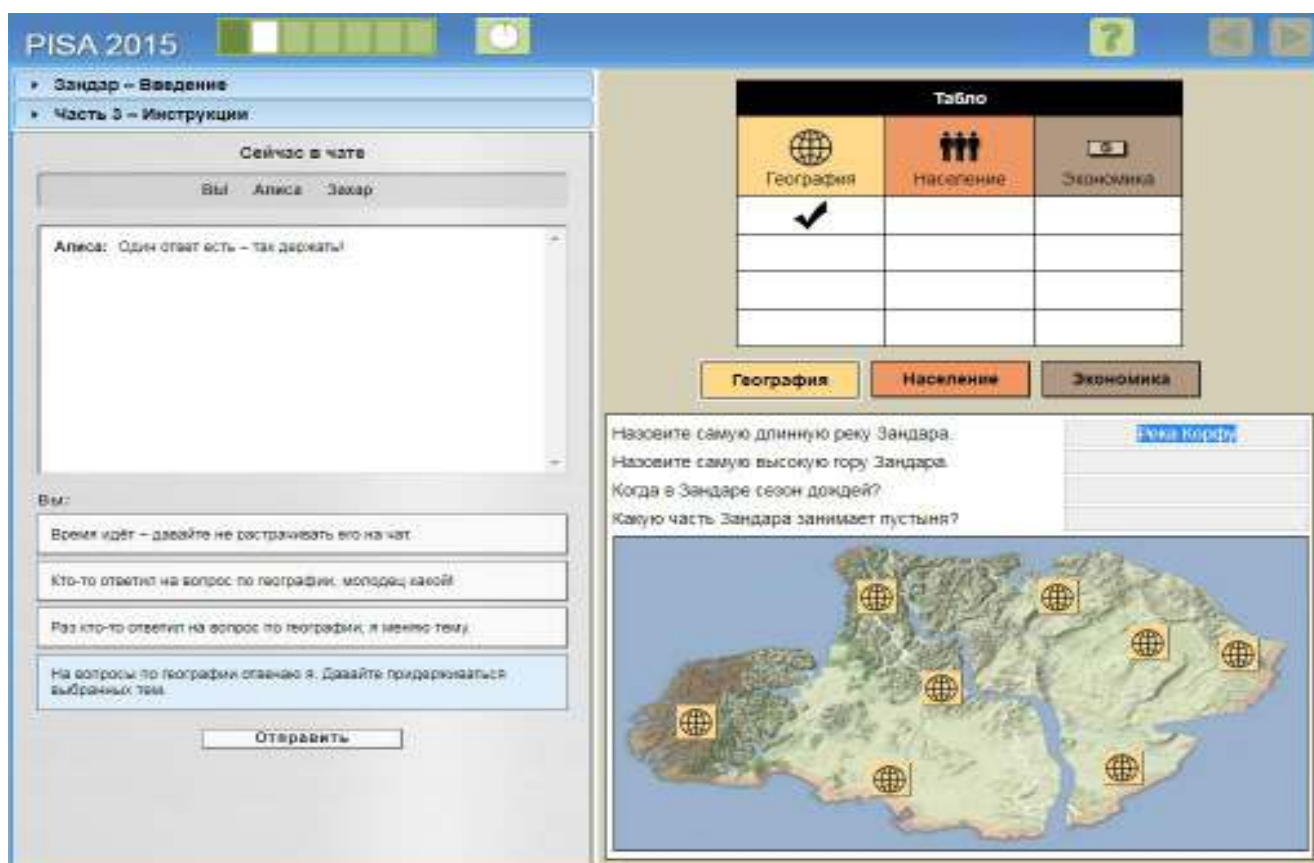 PISA 2015
?
Зандар – Введение
Часть 3 – Инструкции
Сейчас в чате
ВЫ Алиса Захар
Алиса: Один ответ есть – так держать!
Вы:
Время идёт – давайте не растрачивать его на чат.
Кто-то ответил на вопрос по географии, молодец какой!
Раз кто-то ответил на вопрос по географии, я меняю тему.
На вопросы по географии отвечаю я. Давайте придерживаться
выбранных тем.
Отправить
Табло
География Население Экономика
География Население Экономика
Назовите самую длинную реку Зандара. Река Корфу
Назовите самую высокую гору Зандара.
Когда в Зандаре сезон дождей?
Какую часть Зандара занимает пустыня?